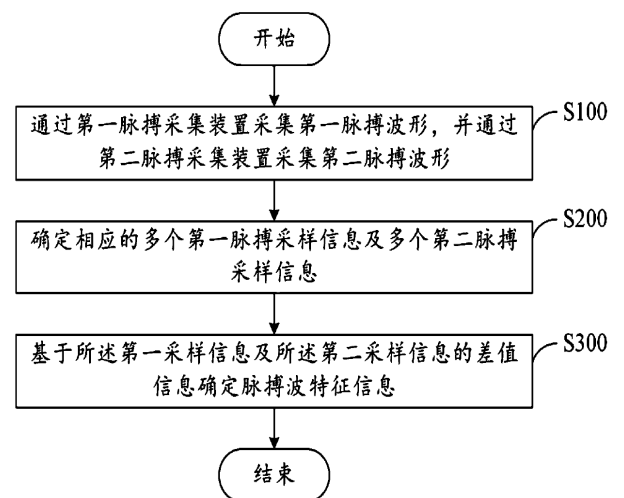 开始
通过第一脉搏采集装置采集第一脉搏波形，并通过
第二脉搏采集装置采集第二脉搏波形
S100
确定相应的多个第一脉搏采样信息及多个第二脉搏
采样信息
S200
基于所述第一采样信息及所述第二采样信息的差值
信息确定脉搏波特征信息
S300
结束